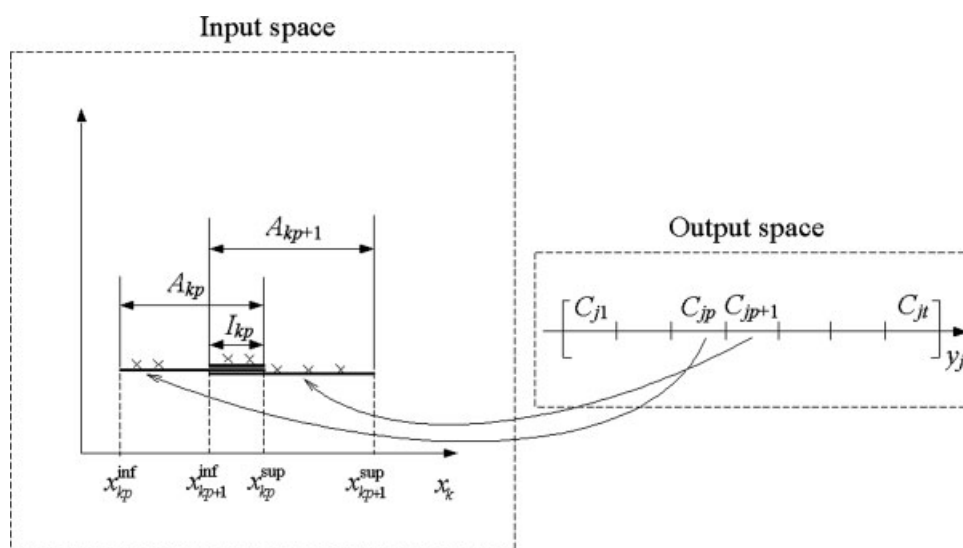 Input space
A_{kp+1}
A_{kp}
I_{kp}
x_{kp}^{inf} x_{kp+1}^{inf} x_{kp}^{sup} x_{kp+1}^{sup} x_k
Output space
C_{j1} C_{jp} C_{jp+1} C_{jt}
y_j